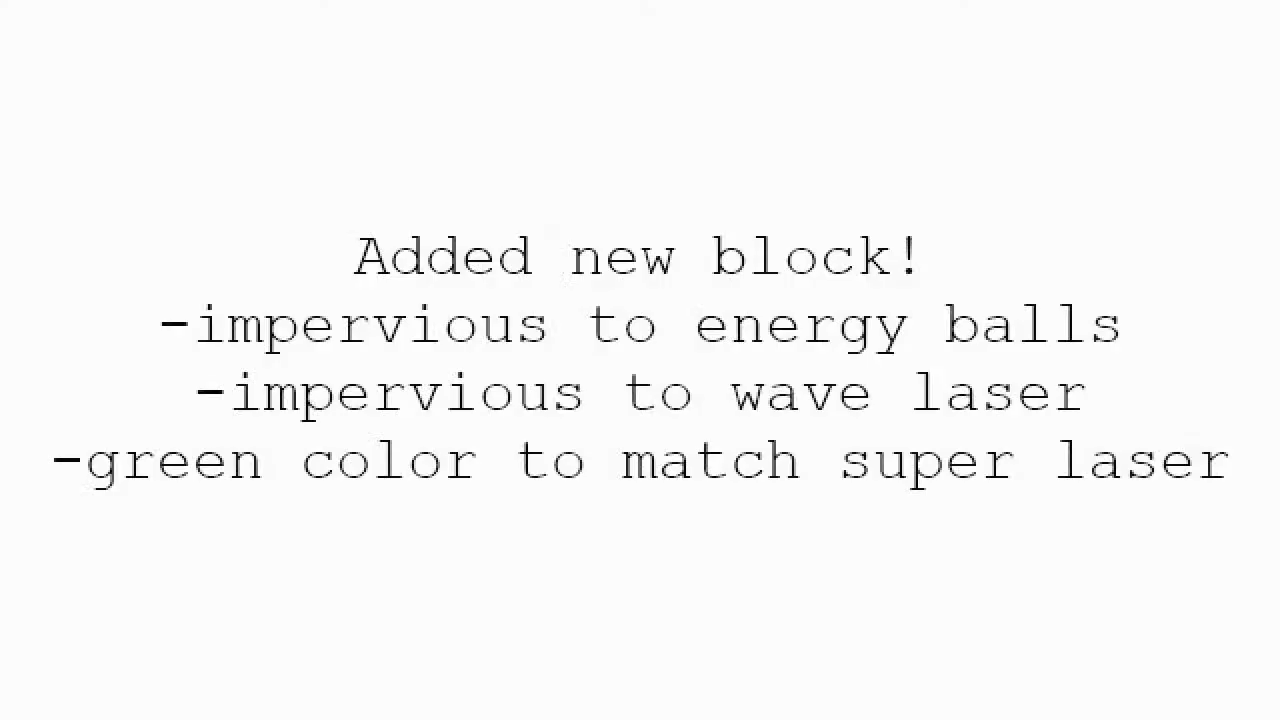 Added new block!
-impervious to energy balls
-impervious to wave laser
-green color to match super laser